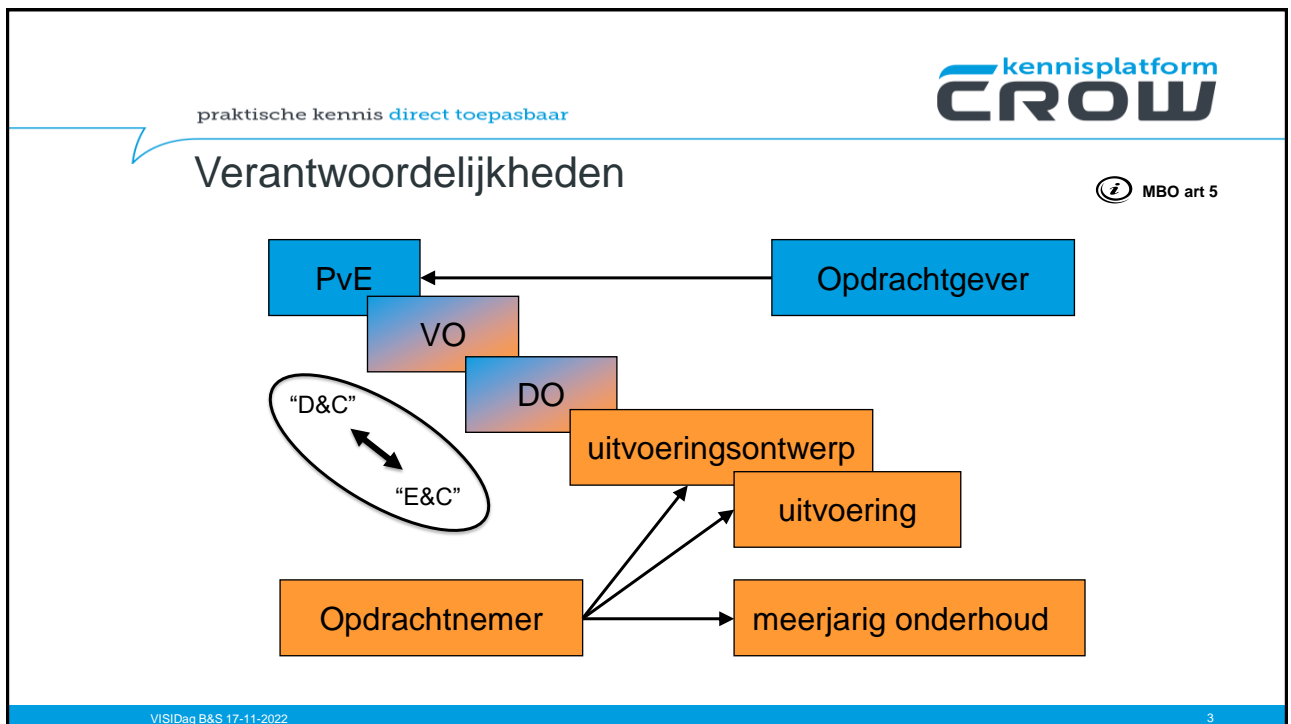 kennisplatform
CROW
praktische kennis direct toepasbaar
Verantwoordelijkheden
i MBO art 5
PvE
Opdrachtgever
VO
DO
“D&C”
“E&C”
uitvoeringsontwerp
uitvoering
Opdrachtnemer
meerjarig onderhoud
VISIDag B&S 17-11-2022
3